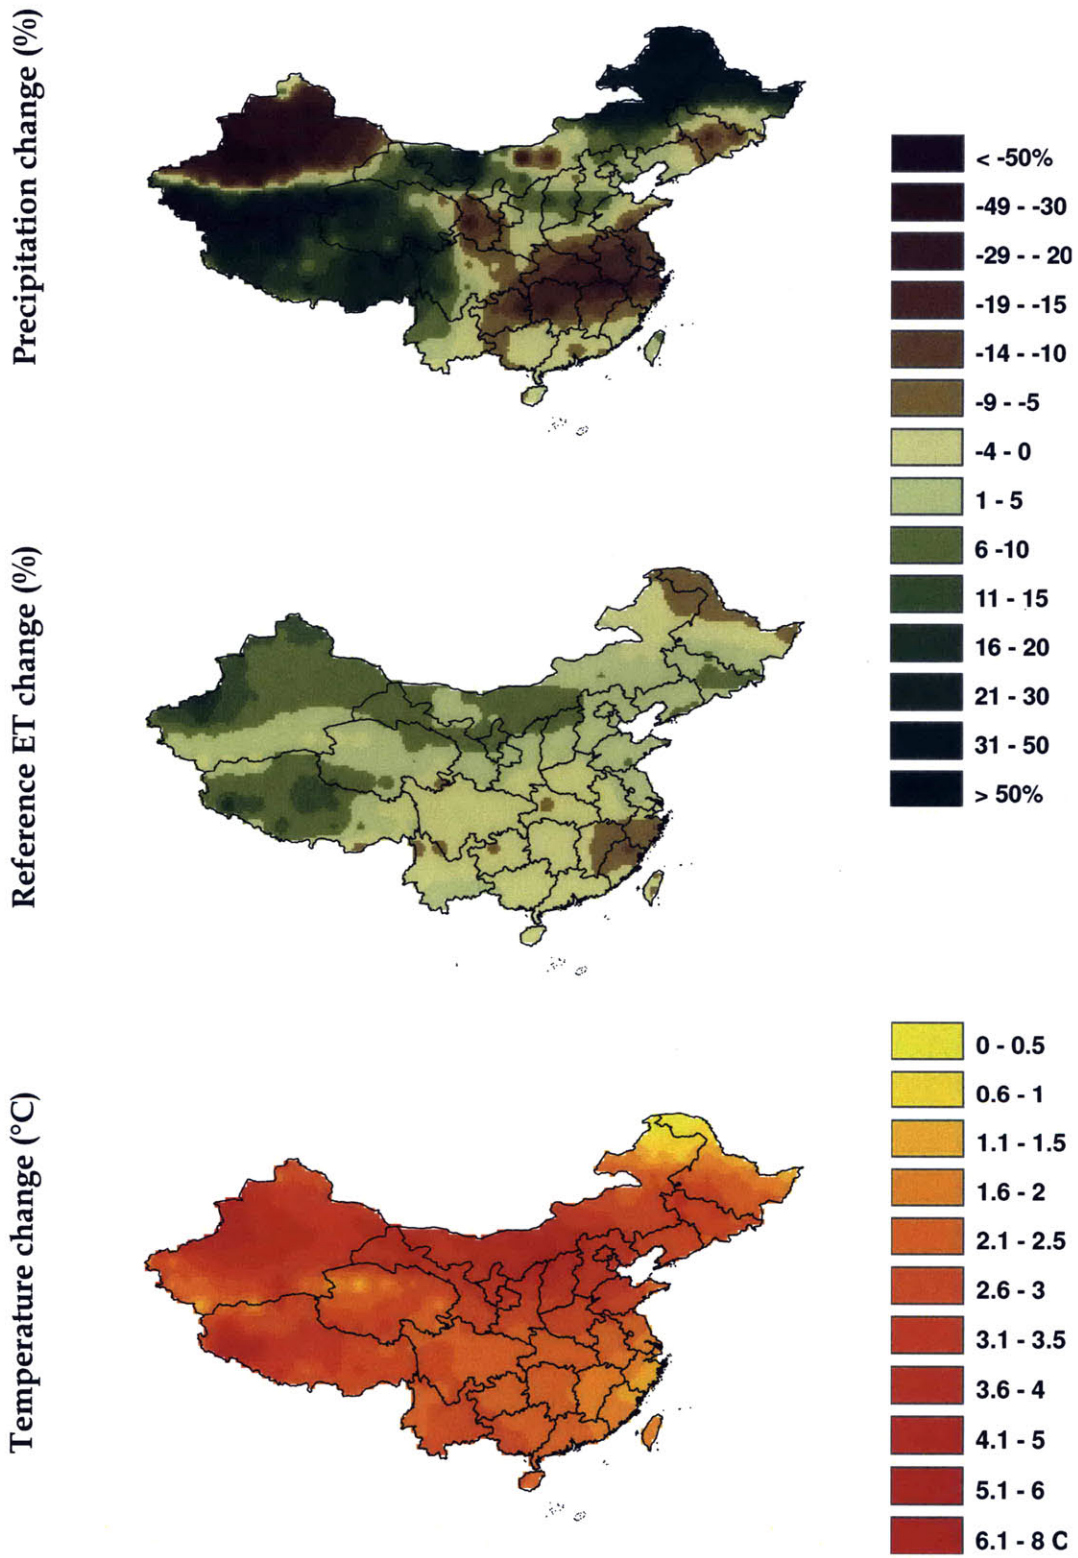 Precipitation change (%)
< -50%
-49 - -30
-29 - - 20
-19 - -15
-14 - -10
-9 - -5
-4 - 0
1 - 5
6 -10
11 - 15
16 - 20
21 - 30
31 - 50
> 50%
Reference ET change (%)
Temperature change (°C)
0 - 0.5
0.6 - 1
1.1 - 1.5
1.6 - 2
2.1 - 2.5
2.6 - 3
3.1 - 3.5
3.6 - 4
4.1 - 5
5.1 - 6
6.1 - 8 C